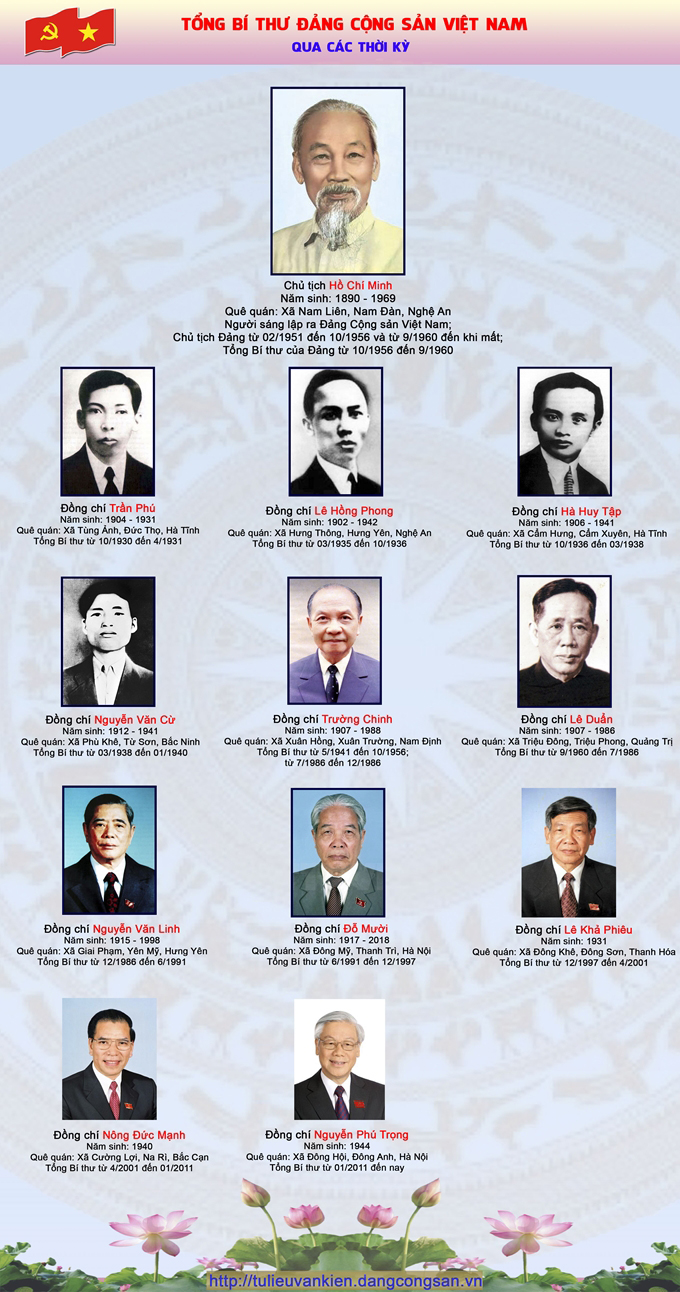 TỔNG BÍ THƯ ĐẢNG CỘNG SẢN VIỆT NAM
QUA CÁC THỜI KỲ
Chủ tịch Hồ Chí Minh
Năm sinh: 1890 - 1969
Quê quán: Xã Nam Liên, Nam Đàn, Nghệ An
Người sáng lập ra Đảng Cộng sản Việt Nam;
Chủ tịch Đảng từ 02/1951 đến 10/1956 và từ 9/1960 đến khi mất;
Tổng Bí thư của Đảng từ 10/1956 đến 9/1960
Đồng chí Trần Phú
Năm sinh: 1904 - 1931
Quê quán: Xã Tùng Ảnh, Đức Thọ, Hà Tĩnh
Tổng Bí thư từ 10/1930 đến 4/1931
Đồng chí Lê Hồng Phong
Năm sinh: 1902 - 1942
Quê quán: Xã Hưng Thông, Hưng Yên, Nghệ An
Tổng Bí thư từ 03/1935 đến 10/1936
Đồng chí Hà Huy Tập
Năm sinh: 1906 - 1941
Quê quán: Xã Cẩm Hưng, Cẩm Xuyên, Hà Tĩnh
Tổng Bí thư từ 10/1936 đến 03/1938
Đồng chí Nguyễn Văn Cừ
Năm sinh: 1912 - 1941
Quê quán: Xã Phù Khê, Từ Sơn, Bắc Ninh
Tổng Bí thư từ 03/1938 đến 01/1940
Đồng chí Trường Chinh
Năm sinh: 1907 - 1988
Quê quán: Xã Xuân Hồng, Xuân Trường, Nam Định
Tổng Bí thư từ 5/1941 đến 10/1956;
từ 7/1986 đến 12/1986
Đồng chí Lê Duẩn
Năm sinh: 1907 - 1986
Quê quán: Xã Triệu Đông, Triệu Phong, Quảng Trị
Tổng Bí thư từ 9/1960 đến 7/1986
Đồng chí Nguyễn Văn Linh
Năm sinh: 1915 - 1998
Quê quán: Xã Giai Phạm, Yên Mỹ, Hưng Yên
Tổng Bí thư từ 12/1986 đến 6/1991
Đồng chí Đỗ Mười
Năm sinh: 1917 - 2018
Quê quán: Xã Đông Mỹ, Thanh Trì, Hà Nội
Tổng Bí thư từ 6/1991 đến 12/1997
Đồng chí Lê Khả Phiêu
Năm sinh: 1931
Quê quán: Xã Đông Khê, Đông Sơn, Thanh Hóa
Tổng Bí thư từ 12/1997 đến 4/2001
Đồng chí Nông Đức Mạnh
Năm sinh: 1940
Quê quán: Xã Cường Lợi, Na Rì, Bắc Cạn
Tổng Bí thư từ 4/2001 đến 01/2011
Đồng chí Nguyễn Phú Trọng
Năm sinh: 1944
Quê quán: Xã Đông Hội, Đông Anh, Hà Nội
Tổng Bí thư từ 01/2011 đến nay
http://tulieuvankien.dangcongsan.vn